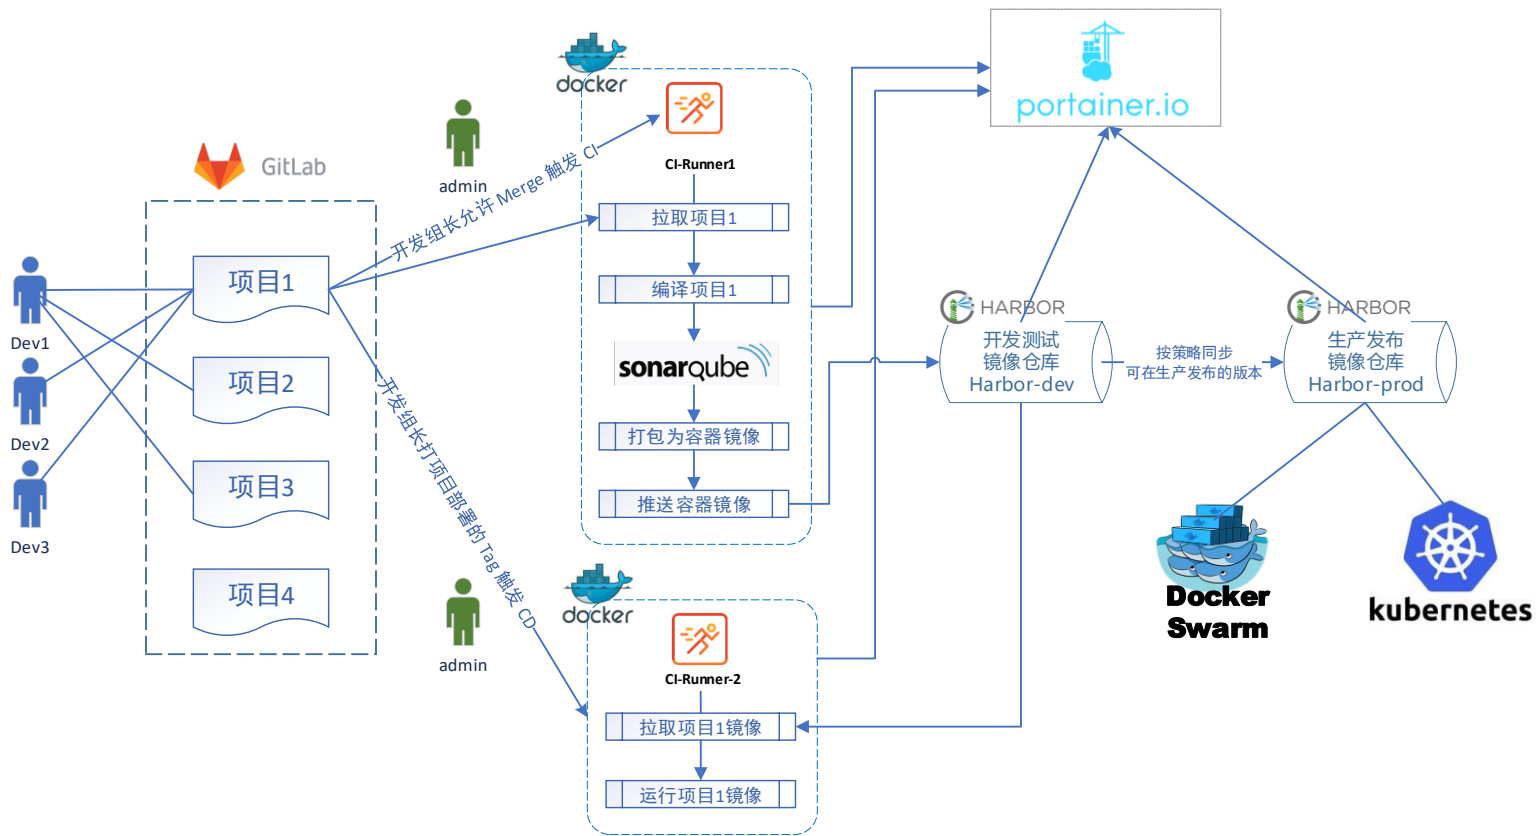 GitLab
项目1
项目2
项目3
项目4
Dev1
Dev2
Dev3
admin
开发组长允许 Merge 触发 CI
开发组长打项目部署的 Tag 触发 CD
admin
docker
CI-Runner1
拉取项目1
编译项目1
sonarqube
打包为容器镜像
推送容器镜像
docker
CI-Runner-2
拉取项目1镜像
运行项目1镜像
portainer.io
HARBOR
开发测试
镜像仓库
Harbor-dev
按策略同步
可在生产发布的版本
HARBOR
生产发布
镜像仓库
Harbor-prod
Docker
Swarm
kubernetes